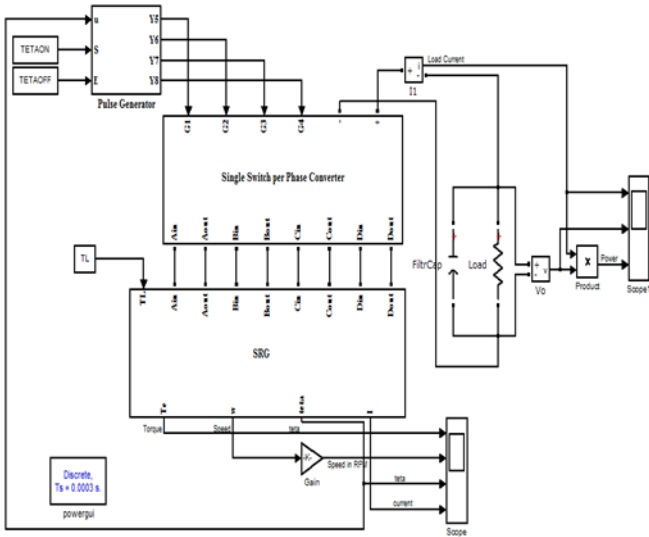 u
Y5
Y6
Y7
Y8
S
E
TETAON
TETAOFF
Pulse Generator
G1
G2
G3
G4
-
+
Single Switch per Phase Converter
Ain
Aout
Bin
Bout
Cin
Cout
Din
Dout
+
-
i
I1
Load Current
FiltrCap
Load
+
-
v
Vo
×
Product
Power
Scope1
TL
TL
Ain
Aout
Bin
Bout
Cin
Cout
Din
Dout
SRG
Te
w
teta
I
Torque
Speed
teta
-K-
Gain
Speed in RPM
teta
current
Scope
Discrete,
Ts = 0.0003 s.
powergui